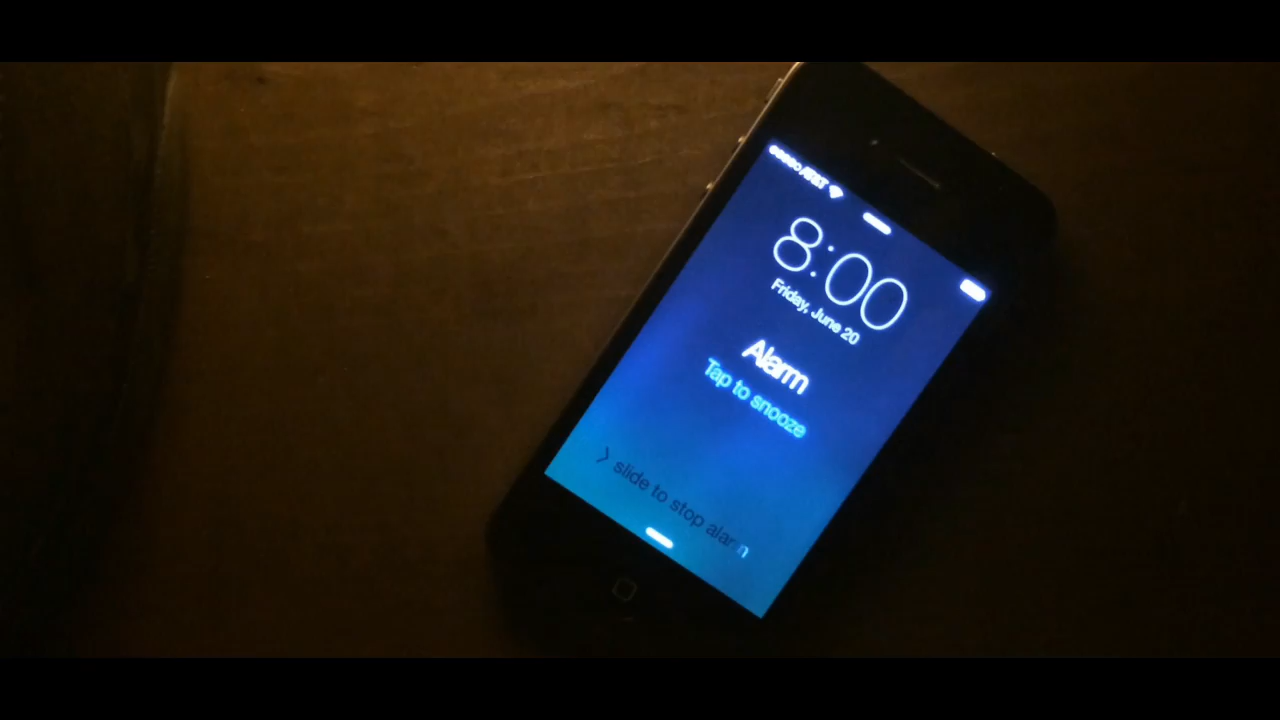 AT&T
8:00
Friday, June 20
Alarm
Tap to snooze
> slide to stop alarm